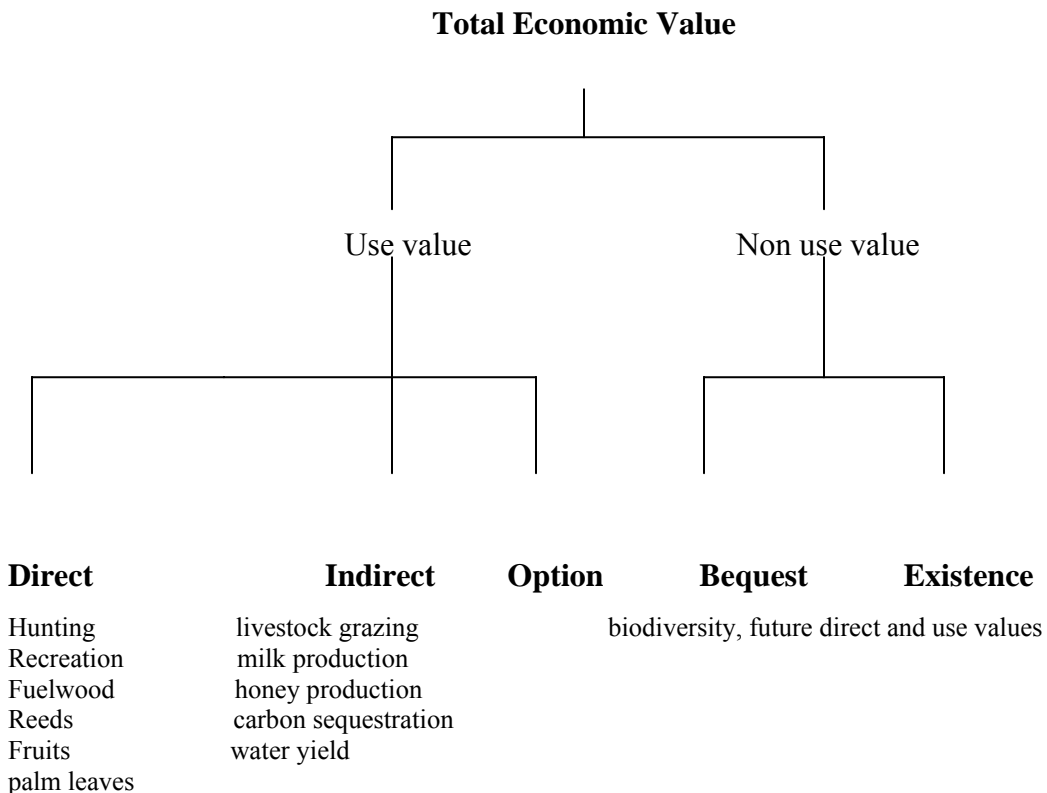 Total Economic Value
Use value Non use value
Direct Indirect Option Bequest Existence
Hunting livestock grazing biodiversity, future direct and use values
Recreation milk production
Fuelwood honey production
Reeds carbon sequestration
Fruits water yield
palm leaves